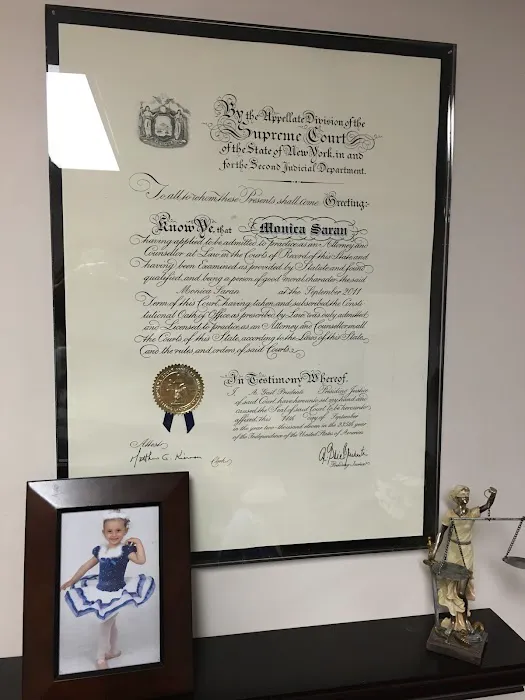 By the Appellate Division of the
Supreme Court
of the State of New York, in and
for the Second Judicial Department.
To all to whom these Presents shall come Greeting:
Know Ye, that Monica Saran
having applied to be admitted to practice as an Attorney and
Counsellor at Law in the Courts of Record of this State and
having been Examined as provided by Statute and found
qualified, and being a person of good moral character, the said
Monica Saran at the September 2011
Term of this Court, having taken and subscribed the Consti-
tutional Oath of Office as prescribed by Law was duly admitted
and Licensed to practice as an Attorney and Counsellor in all
the Courts of this State, according to the Laws of this State
and the rules and orders of said Courts.
In Testimony Whereof
I, A. Gail Prudenti Presiding Justice
of said Court have hereunto set my hand and
caused the Seal of said Court to be hereunder
affixed, this 14th day of September
in the year two thousand eleven in the 235th year
of the Independence of the United States of America.
Attest:
Clerk
Presiding Justice